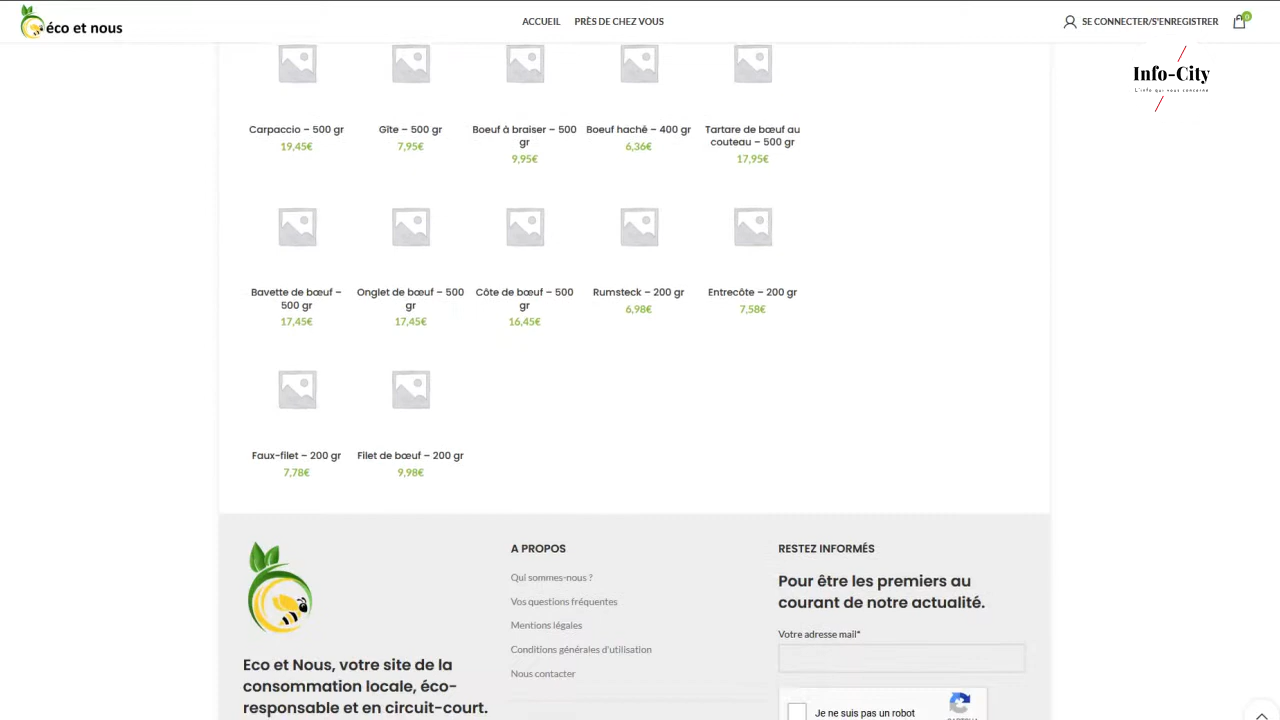 éco et nous
ACCUEIL PRÈS DE CHEZ VOUS
SE CONNECTER/S'ENREGISTRER 0
Info-City
L'info qui vous concerne
Carpaccio – 500 gr
19,45€
Gîte – 500 gr
7,95€
Boeuf à braiser – 500
gr
9,95€
Boeuf haché – 400 gr
6,36€
Tartare de bœuf au
couteau – 500 gr
17,95€
Bavette de bœuf –
500 gr
17,45€
Onglet de bœuf – 500
gr
17,45€
Côte de bœuf – 500
gr
16,45€
Rumsteck – 200 gr
6,98€
Entrecôte – 200 gr
7,58€
Faux-filet – 200 gr
7,78€
Filet de bœuf – 200 gr
9,98€
Eco et Nous, votre site de la
consommation locale, éco-
responsable et en circuit-court.
A PROPOS
Qui sommes-nous ?
Vos questions fréquentes
Mentions légales
Conditions générales d'utilisation
Nous contacter
RESTEZ INFORMÉS
Pour être les premiers au
courant de notre actualité.
Votre adresse mail*
Je ne suis pas un robot